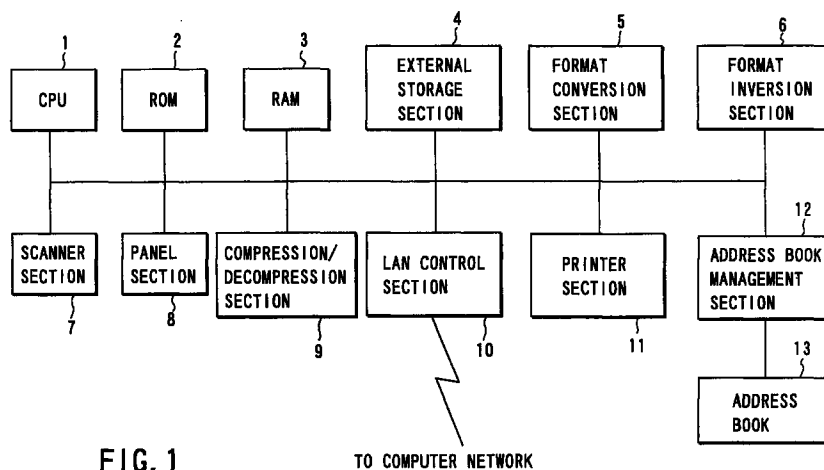 1
2
3
4
5
6
CPU
ROM
RAM
EXTERNAL
STORAGE
SECTION
FORMAT
CONVERSION
SECTION
FORMAT
INVERSION
SECTION
12
SCANNER
SECTION
PANEL
SECTION
COMPRESSION/
DECOMPRESSION
SECTION
LAN CONTROL
SECTION
PRINTER
SECTION
ADDRESS BOOK
MANAGEMENT
SECTION
7
8
9
10
11
13
ADDRESS
BOOK
FIG. 1
TO COMPUTER NETWORK